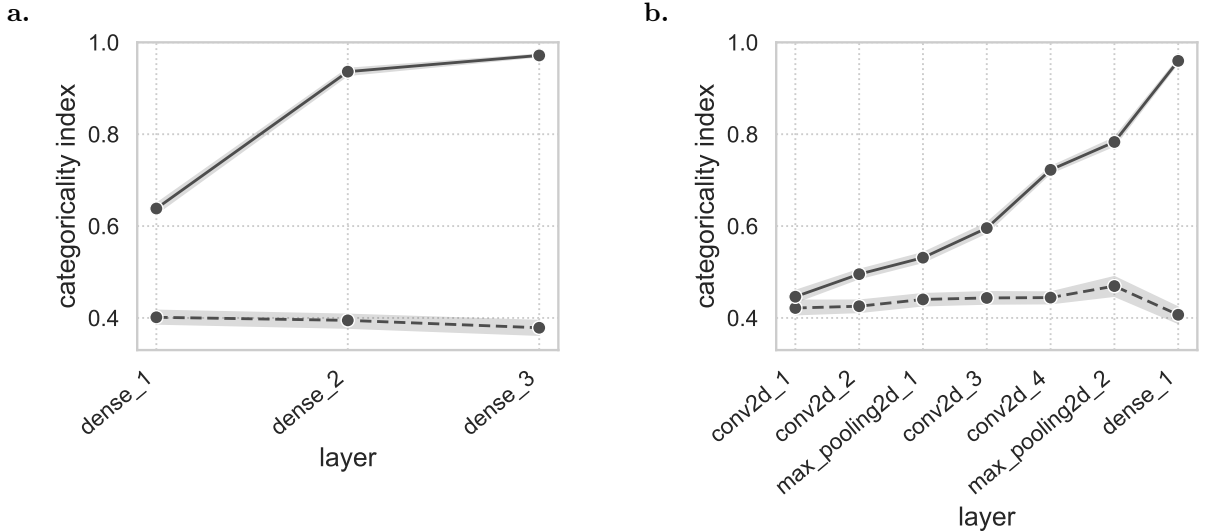 a.
1.0
0.8
0.6
0.4
categoricality index
dense_1
dense_2
dense_3
layer
b.
1.0
0.8
0.6
0.4
categoricality index
conv2d_1
conv2d_2
max_pooling2d_1
conv2d_3
conv2d_4
max_pooling2d_2
dense_1
layer